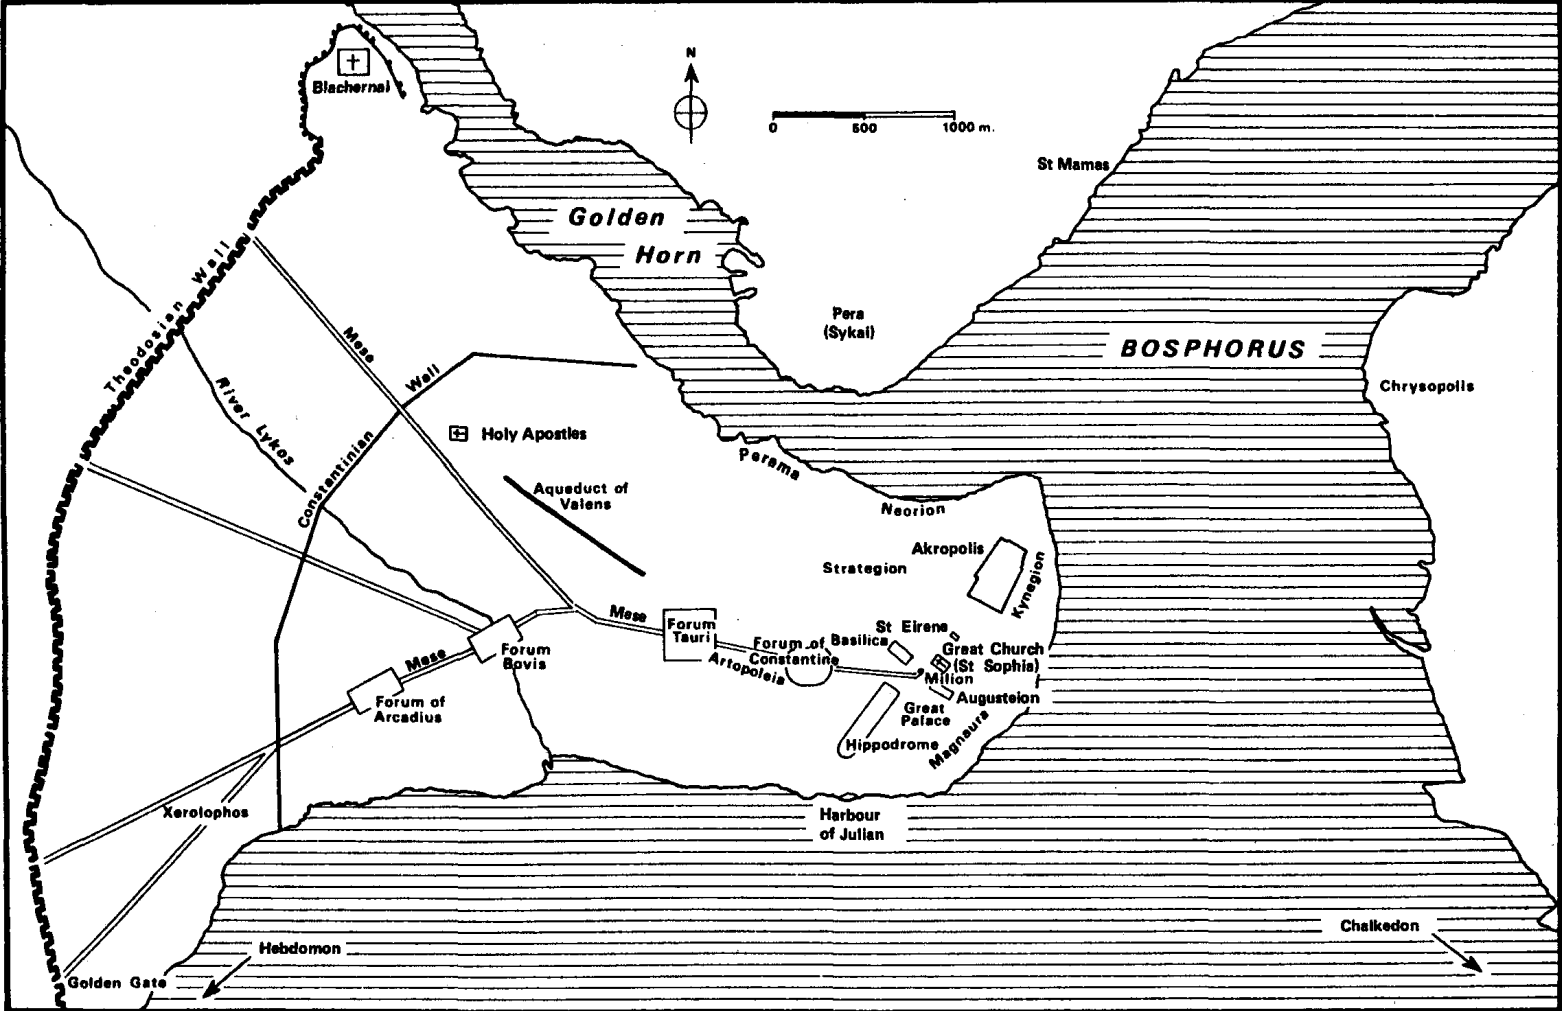 N
Blachernai
0 500 1000 m.
St Mamas
Golden
Horn
Theodosian Wall
Pera
(Sykai)
Mese
BOSPHORUS
Wall
River Lykos
Chrysopolis
Holy Apostles
Constantinian
Perama
Aqueduct of
Valens
Neorion
Akropolis
Strategion
Kynegion
Mese
Forum
Tauri
St Eirene
Forum of
Constantine
Basilica
Forum
Bovis
Great Church
(St Sophia)
Mese
Artopoleia
Milion
Augusteion
Forum of
Arcadius
Great
Palace
Magnaura
Hippodrome
Xerolophos
Harbour
of Julian
Chalkedon
Hebdomon
Golden Gate